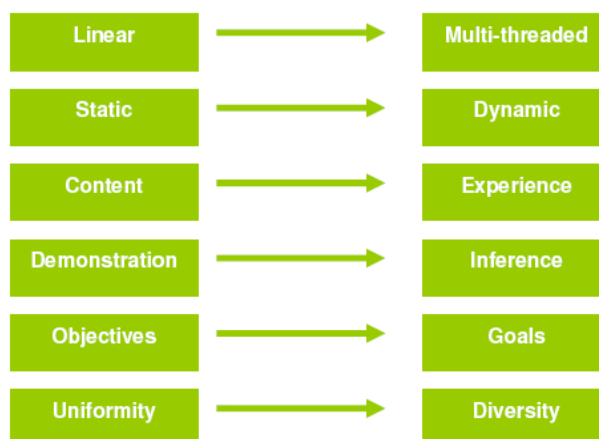 Linear
Multi-threaded
Static
Dynamic
Content
Experience
Demonstration
Inference
Objectives
Goals
Uniformity
Diversity